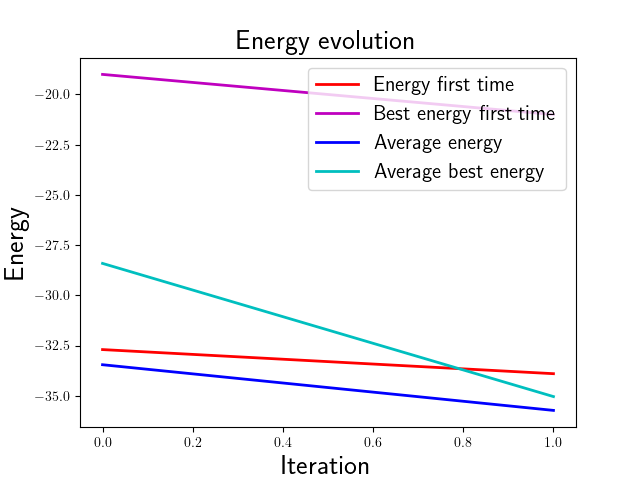 Energy evolution
Energy
−20.0
−22.5
−25.0
−27.5
−30.0
−32.5
−35.0
Energy first time
Best energy first time
Average energy
Average best energy
0.0 0.2 0.4 0.6 0.8 1.0
Iteration